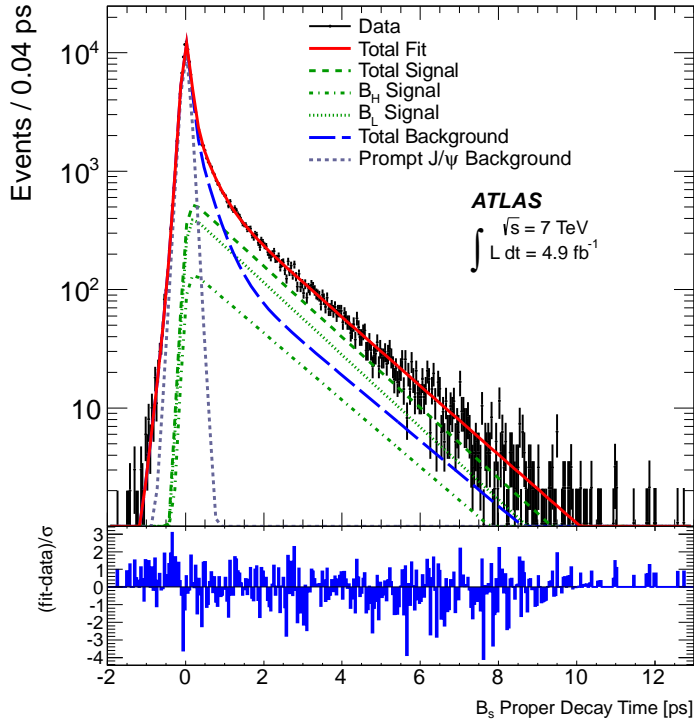 Events / 0.04 ps
10⁴
10³
10²
10
Data
Total Fit
Total Signal
B_H Signal
B_L Signal
Total Background
Prompt J/ψ Background
ATLAS
√s = 7 TeV
∫ L dt = 4.9 fb⁻¹
(fit-data)/σ
3
2
1
0
-1
-2
-3
-4
-2 0 2 4 6 8 10 12
B_s Proper Decay Time [ps]